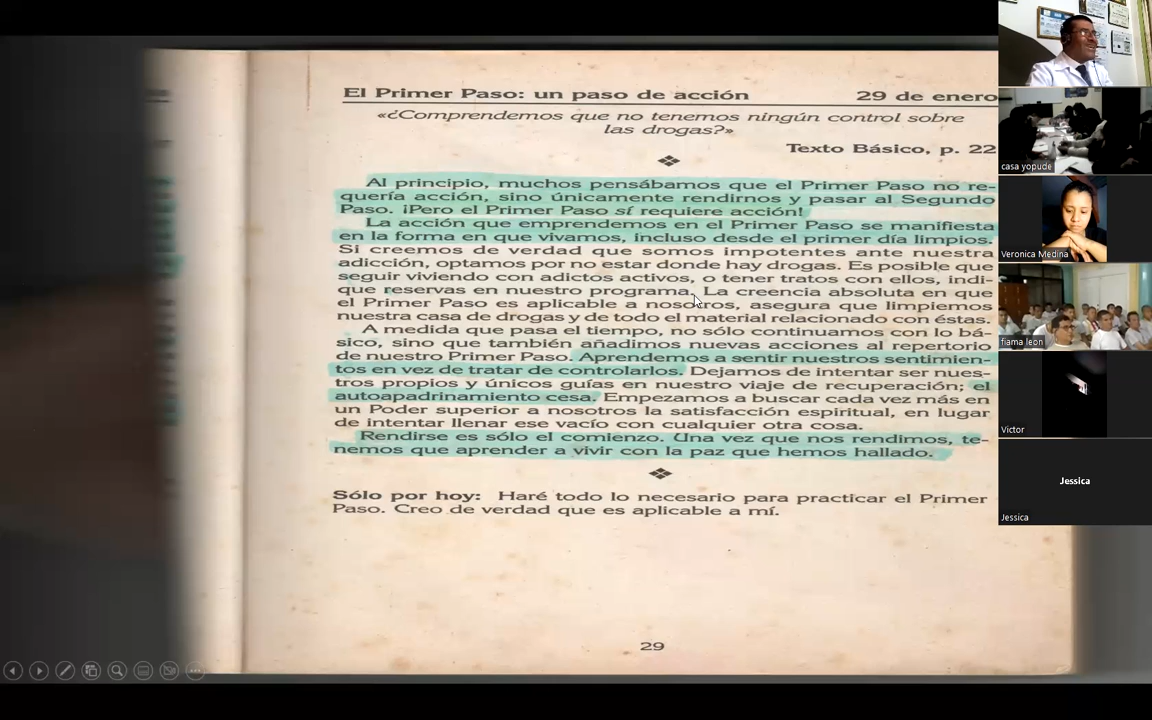 El Primer Paso: un paso de acción 29 de enero
«¿Comprendemos que no tenemos ningún control sobre
las drogas?»
Texto Básico, p. 22
Al principio, muchos pensábamos que el Primer Paso no re-
quería acción, sino únicamente rendirnos y pasar al Segundo
Paso. ¡Pero el Primer Paso sí requiere acción!
La acción que emprendemos en el Primer Paso se manifiesta
en la forma en que vivamos, incluso desde el primer día limpios.
Si creemos de verdad que somos impotentes ante nuestra
adicción, optamos por no estar donde hay drogas. Es posible que
seguir viviendo con adictos activos, o tener tratos con ellos, indi-
que reservas en nuestro programa. La creencia absoluta en que
el Primer Paso es aplicable a nosotros, asegura que limpiemos
nuestra casa de drogas y de todo el material relacionado con éstas.
A medida que pasa el tiempo, no sólo continuamos con lo bá-
sico, sino que también añadimos nuevas acciones al repertorio
de nuestro Primer Paso. Aprendemos a sentir nuestros sentimien-
tos en vez de tratar de controlarlos. Dejamos de intentar ser nues-
tros propios y únicos guías en nuestro viaje de recuperación; el
autoapadrinamiento cesa. Empezamos a buscar cada vez más en
un Poder superior a nosotros la satisfacción espiritual, en lugar
de intentar llenar ese vacío con cualquier otra cosa.
Rendirse es sólo el comienzo. Una vez que nos rendimos, te-
nemos que aprender a vivir con la paz que hemos hallado.
Sólo por hoy: Haré todo lo necesario para practicar el Primer
Paso. Creo de verdad que es aplicable a mí.
29
casa yopude
Veronica Medina
fiama leon
Victor
Jessica
Jessica